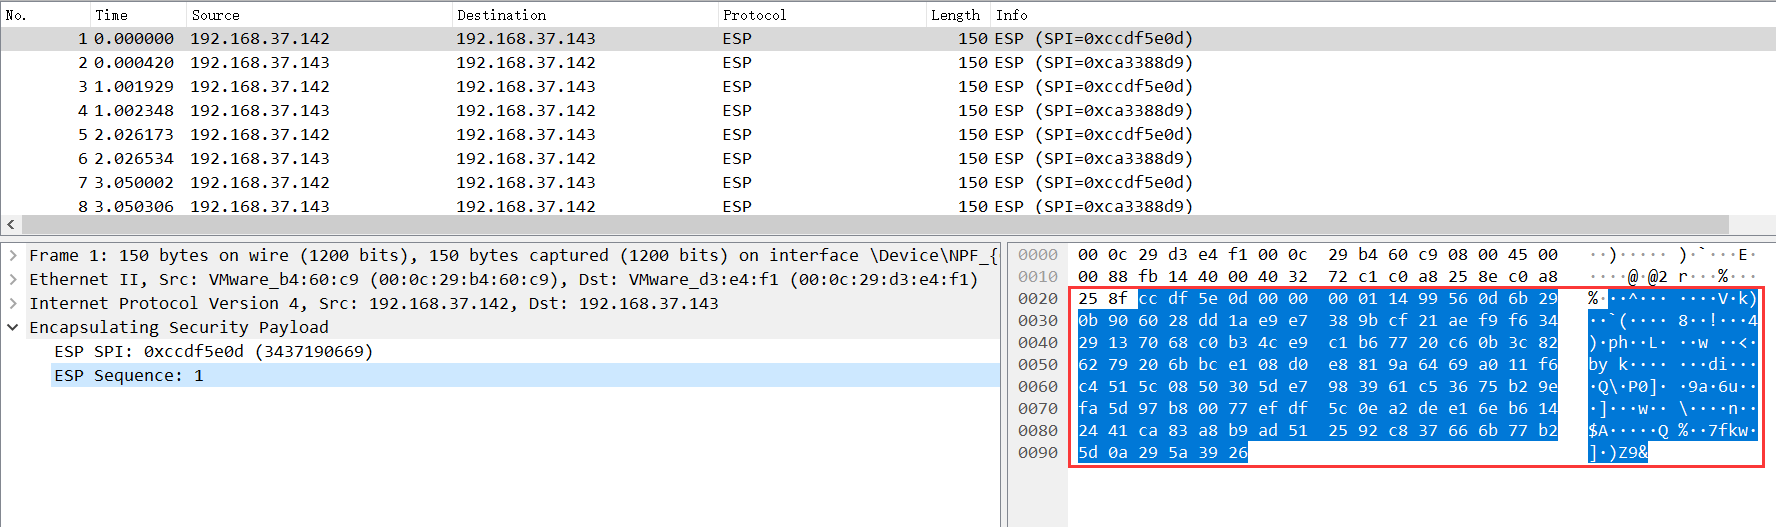 No. Time Source Destination Protocol Length Info
1 0.000000 192.168.37.142 192.168.37.143 ESP 150 ESP (SPI=0xccdf5e0d)
2 0.000420 192.168.37.143 192.168.37.142 ESP 150 ESP (SPI=0xca3388d9)
3 1.001929 192.168.37.142 192.168.37.143 ESP 150 ESP (SPI=0xccdf5e0d)
4 1.002348 192.168.37.143 192.168.37.142 ESP 150 ESP (SPI=0xca3388d9)
5 2.026173 192.168.37.142 192.168.37.143 ESP 150 ESP (SPI=0xccdf5e0d)
6 2.026534 192.168.37.143 192.168.37.142 ESP 150 ESP (SPI=0xca3388d9)
7 3.050002 192.168.37.142 192.168.37.143 ESP 150 ESP (SPI=0xccdf5e0d)
8 3.050306 192.168.37.143 192.168.37.142 ESP 150 ESP (SPI=0xca3388d9)
Frame 1: 150 bytes on wire (1200 bits), 150 bytes captured (1200 bits) on interface \Device\NPF_{
Ethernet II, Src: VMware_b4:60:c9 (00:0c:29:b4:60:c9), Dst: VMware_d3:e4:f1 (00:0c:29:d3:e4:f1)
Internet Protocol Version 4, Src: 192.168.37.142, Dst: 192.168.37.143
Encapsulating Security Payload
ESP SPI: 0xccdf5e0d (3437190669)
ESP Sequence: 1
0000 00 0c 29 d3 e4 f1 00 0c 29 b4 60 c9 08 00 45 00 ··)····· )·`···E·
0010 00 88 fb 14 40 00 40 32 72 c1 c0 a8 25 8e c0 a8 ····@·@2 r···%···
0020 25 8f cc df 5e 0d 00 00 00 01 14 99 56 0d 6b 29 %···^··· ····V·k)
0030 0b 90 60 28 dd 1a e9 e7 38 9b cf 21 ae f9 f6 34 ··`(···· 8··!···4
0040 29 13 70 68 c0 b3 4c e9 c1 b6 77 20 c6 0b 3c 82 )·ph··L· ··w ··<·
0050 62 79 20 6b bc e1 08 d0 e8 81 9a 64 69 a0 11 f6 by k···· ···di···
0060 c4 51 5c 08 50 30 5d e7 98 39 61 c5 36 75 b2 9e ·Q\·P0]· ·9a·6u··
0070 fa 5d 97 b8 00 77 ef df 5c 0e a2 de e1 6e b6 14 ·]···w·· \····n··
0080 24 41 ca 83 a8 b9 ad 51 25 92 c8 37 66 6b 77 b2 $A·····Q %··7fkw·
0090 5d 0a 29 5a 39 26 ]·)Z9&